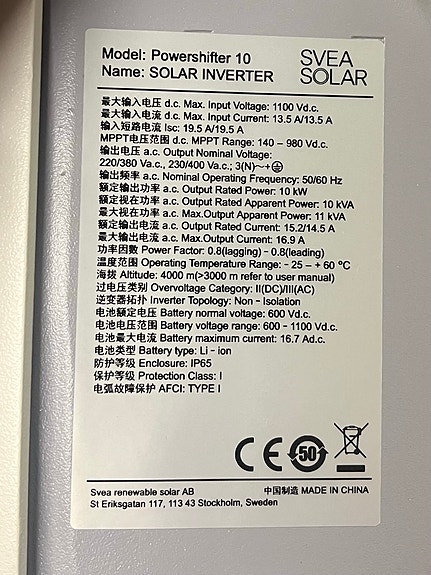 Model: Powershifter 10
Name: SOLAR INVERTER
SVEA
SOLAR
最大输入电压 d.c. Max. Input Voltage: 1100 Vd.c.
最大输入电流 d.c. Max. Input Current: 13.5 A/13.5 A
输入短路电流 Isc: 19.5 A/19.5 A
MPPT电压范围 d.c. MPPT Range: 140 – 980 Vd.c.
输出电压 a.c. Output Nominal Voltage:
220/380 Va.c., 230/400 Va.c.; 3(N)~+⏚
输出频率 a.c. Nominal Operating Frequency: 50/60 Hz
额定输出功率 a.c. Output Rated Power: 10 kW
额定视在功率 a.c. Output Rated Apparent Power: 10 kVA
最大视在功率 a.c. Max.Output Apparent Power: 11 kVA
额定输出电流 a.c. Output Rated Current: 15.2/14.5 A
最大输出电流 a.c. Max.Output Current: 16.9 A
功率因数 Power Factor: 0.8(lagging) - 0.8(leading)
温度范围 Operating Temperature Range: - 25 – + 60 °C
海拔 Altitude: 4000 m(>3000 m refer to user manual)
过电压类别 Overvoltage Category: II(DC)/III(AC)
逆变器拓扑 Inverter Topology: Non - Isolation
电池额定电压 Battery normal voltage: 600 Vd.c.
电池电压范围 Battery voltage range: 600 - 1100 Vd.c.
电池最大电流 Battery maximum current: 16.7 Ad.c.
电池类型 Battery type: Li - ion
防护等级 Enclosure: IP65
保护等级 Protection Class: I
电弧故障保护 AFCI: TYPE I
CE 50
Svea renewable solar AB
中国制造 MADE IN CHINA
St Eriksgatan 117, 113 43 Stockholm, Sweden